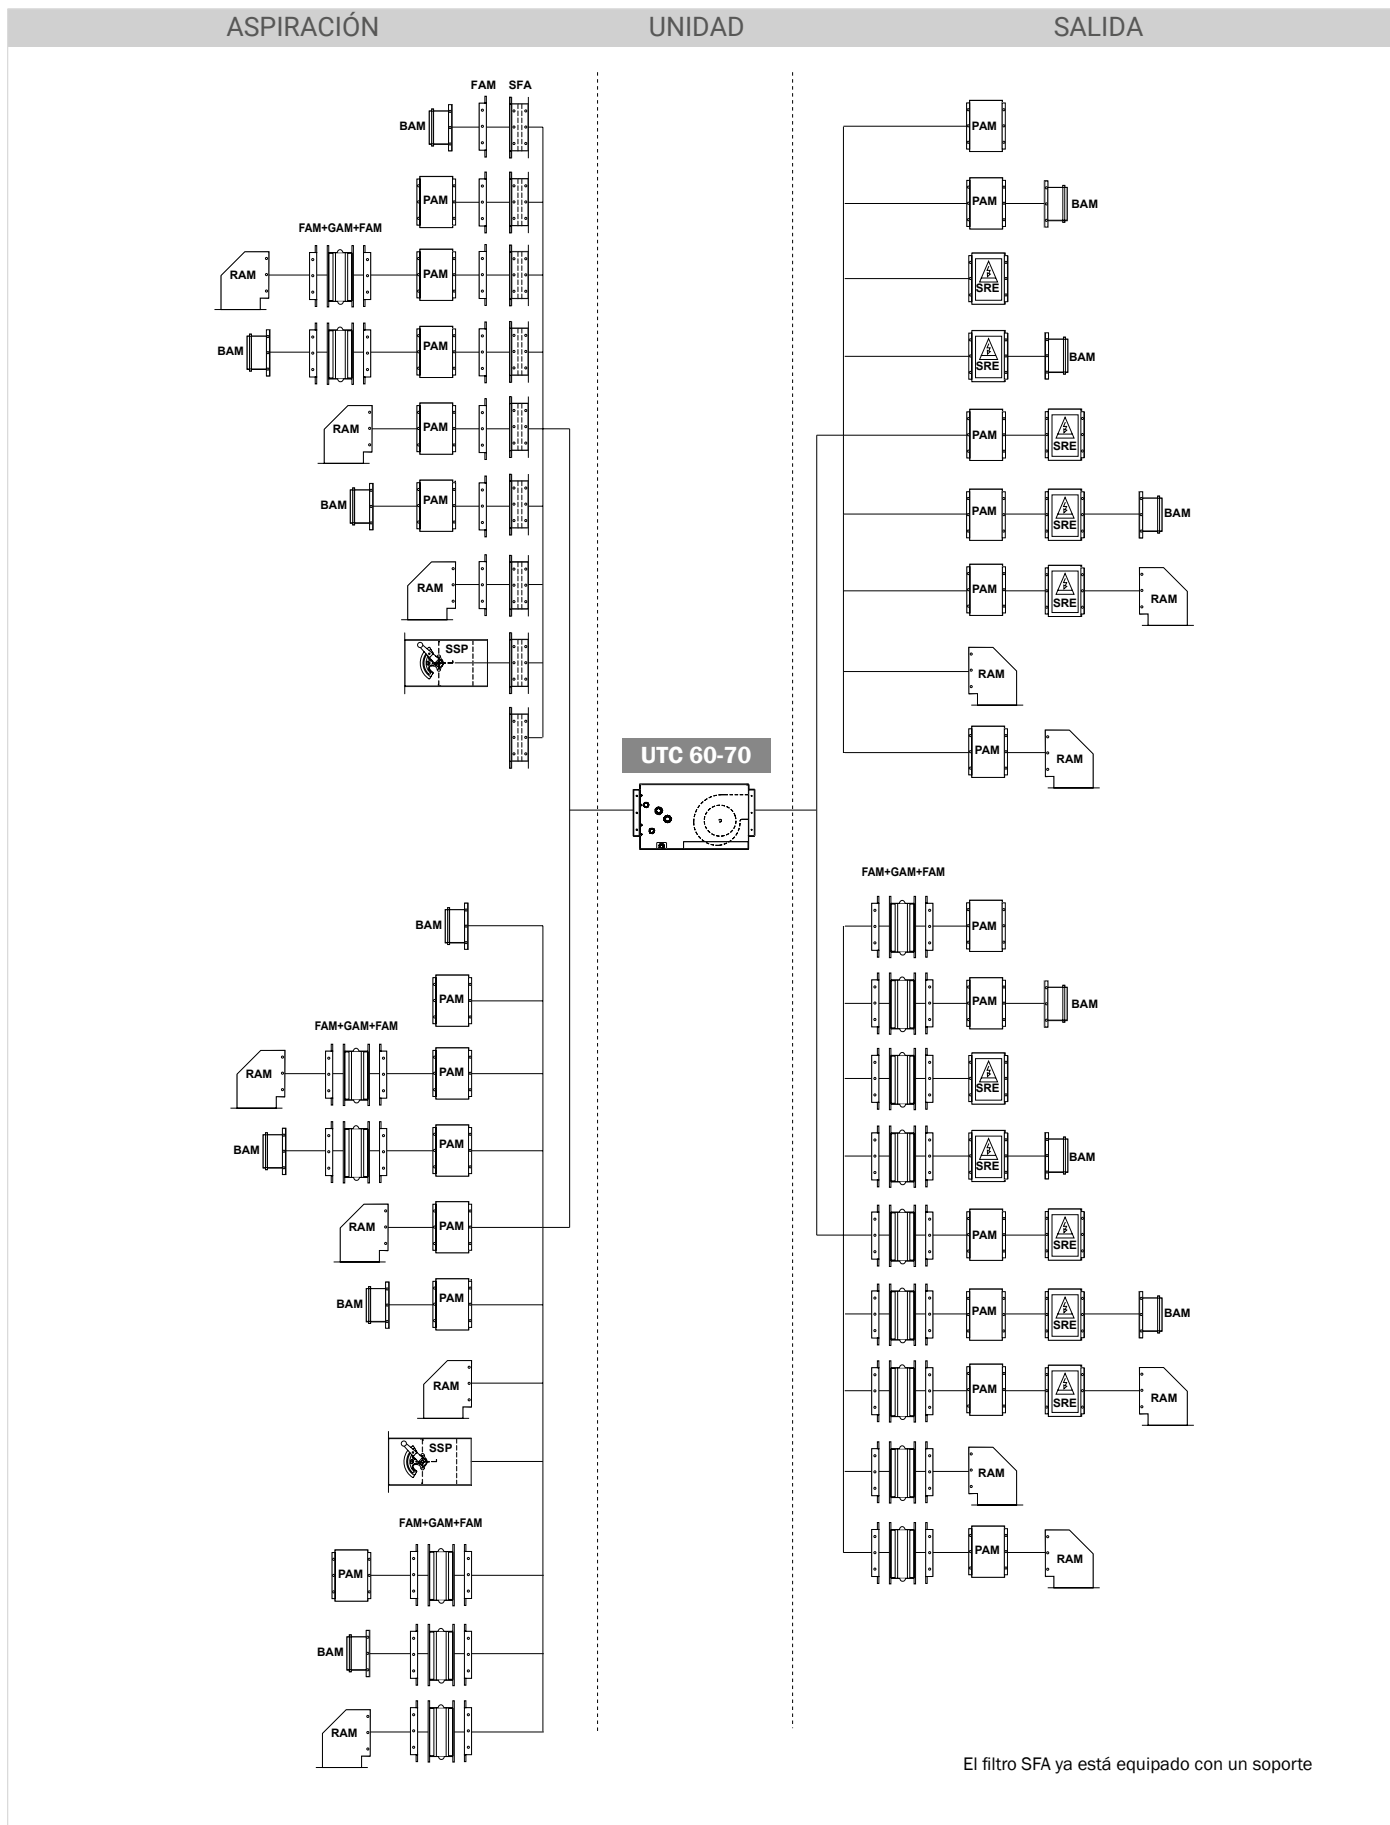 ASPIRACIÓN UNIDAD SALIDA
FAM SFA
BAM
PAM
FAM+GAM+FAM
RAM PAM
BAM PAM
RAM PAM
BAM PAM
RAM
SSP
PAM
PAM BAM
SRE
SRE BAM
PAM SRE
PAM SRE BAM
PAM SRE RAM
RAM
PAM RAM
UTC 60-70
BAM
PAM
FAM+GAM+FAM
RAM PAM
BAM PAM
RAM PAM
BAM PAM
RAM
SSP
FAM+GAM+FAM
PAM
BAM
RAM
FAM+GAM+FAM
PAM
PAM BAM
SRE
SRE BAM
PAM SRE
PAM SRE BAM
PAM SRE RAM
RAM
PAM RAM
El filtro SFA ya está equipado con un soporte